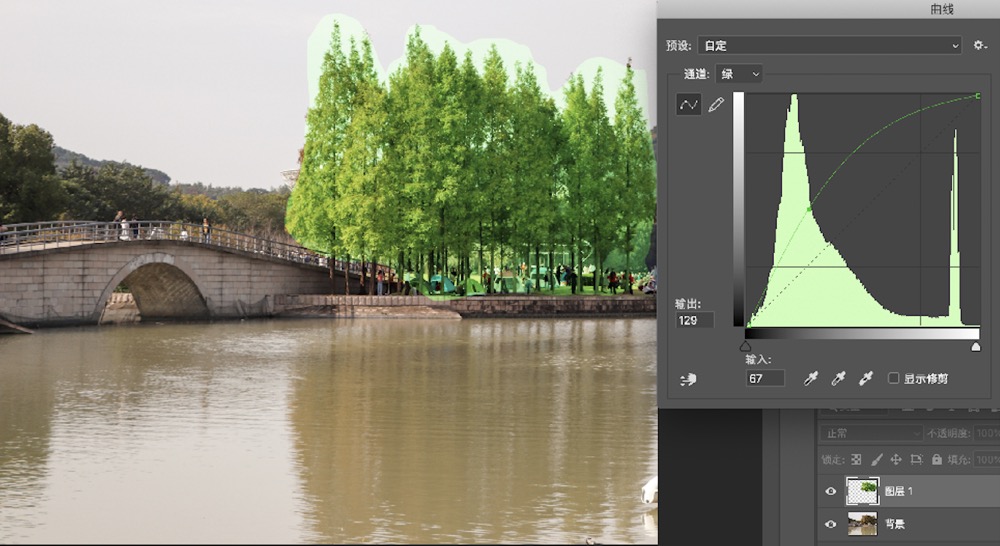 曲线
预设: 自定
通道: 绿
输出:
129
输入:
67
显示修剪
正常 不透明度: 100%
锁定: 填充: 100%
图层 1
背景